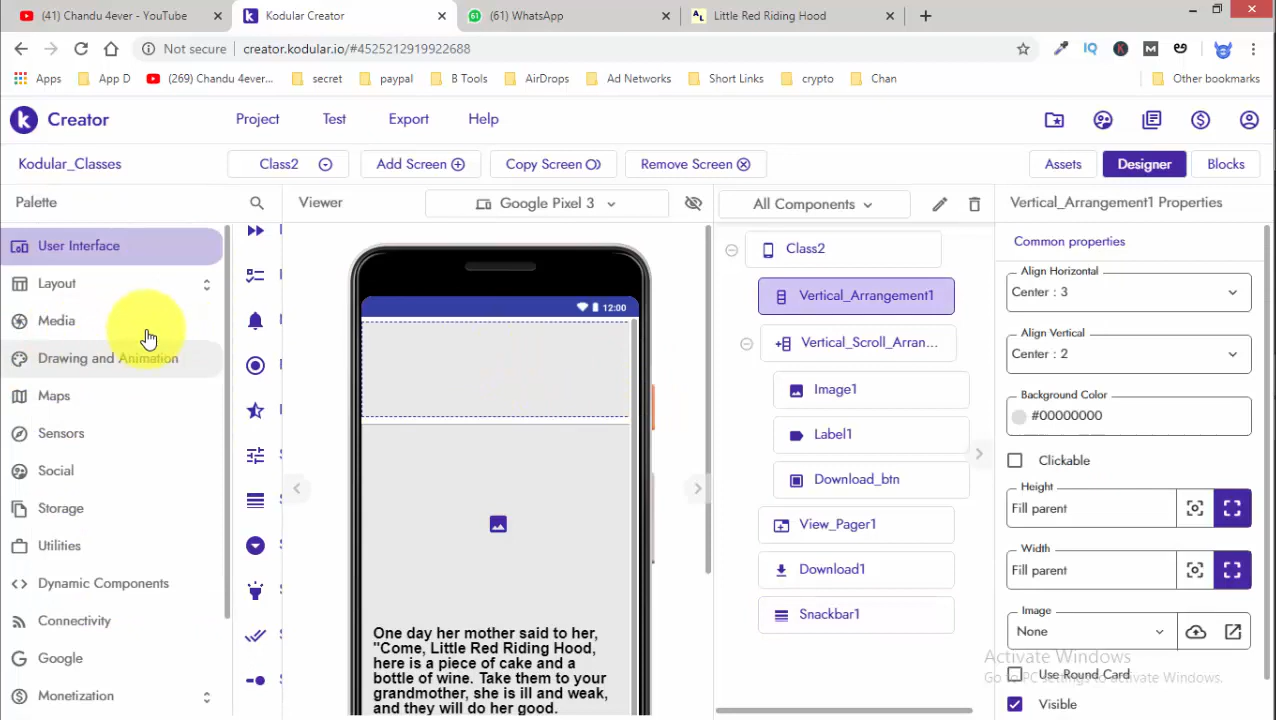 (41) Chandu 4ever - YouTube
Kodular Creator
(61) WhatsApp
Little Red Riding Hood
Not secure
creator.kodular.io/#4525212919922688
Apps
App D
(269) Chandu 4ever...
secret
paypal
B Tools
AirDrops
Ad Networks
Short Links
crypto
Chan
Other bookmarks
Creator
Project
Test
Export
Help
Kodular_Classes
Class2
Add Screen
Copy Screen
Remove Screen
Assets
Designer
Blocks
Palette
Viewer
Google Pixel 3
All Components
Vertical_Arrangement1 Properties
User Interface
Layout
Media
Drawing and Animation
Maps
Sensors
Social
Storage
Utilities
Dynamic Components
Connectivity
Google
Monetization
12:00
One day her mother said to her,
"Come, Little Red Riding Hood,
here is a piece of cake and a
bottle of wine. Take them to your
grandmother, she is ill and weak,
and they will do her good.
Class2
Vertical_Arrangement1
Vertical_Scroll_Arran...
Image1
Label1
Download_btn
View_Pager1
Download1
Snackbar1
Common properties
Align Horizontal
Center : 3
Align Vertical
Center : 2
Background Color
#00000000
Clickable
Height
Fill parent
Width
Fill parent
Image
None
Activate Windows
Go to PC settings to activate Windows.
Use Round Card
Visible